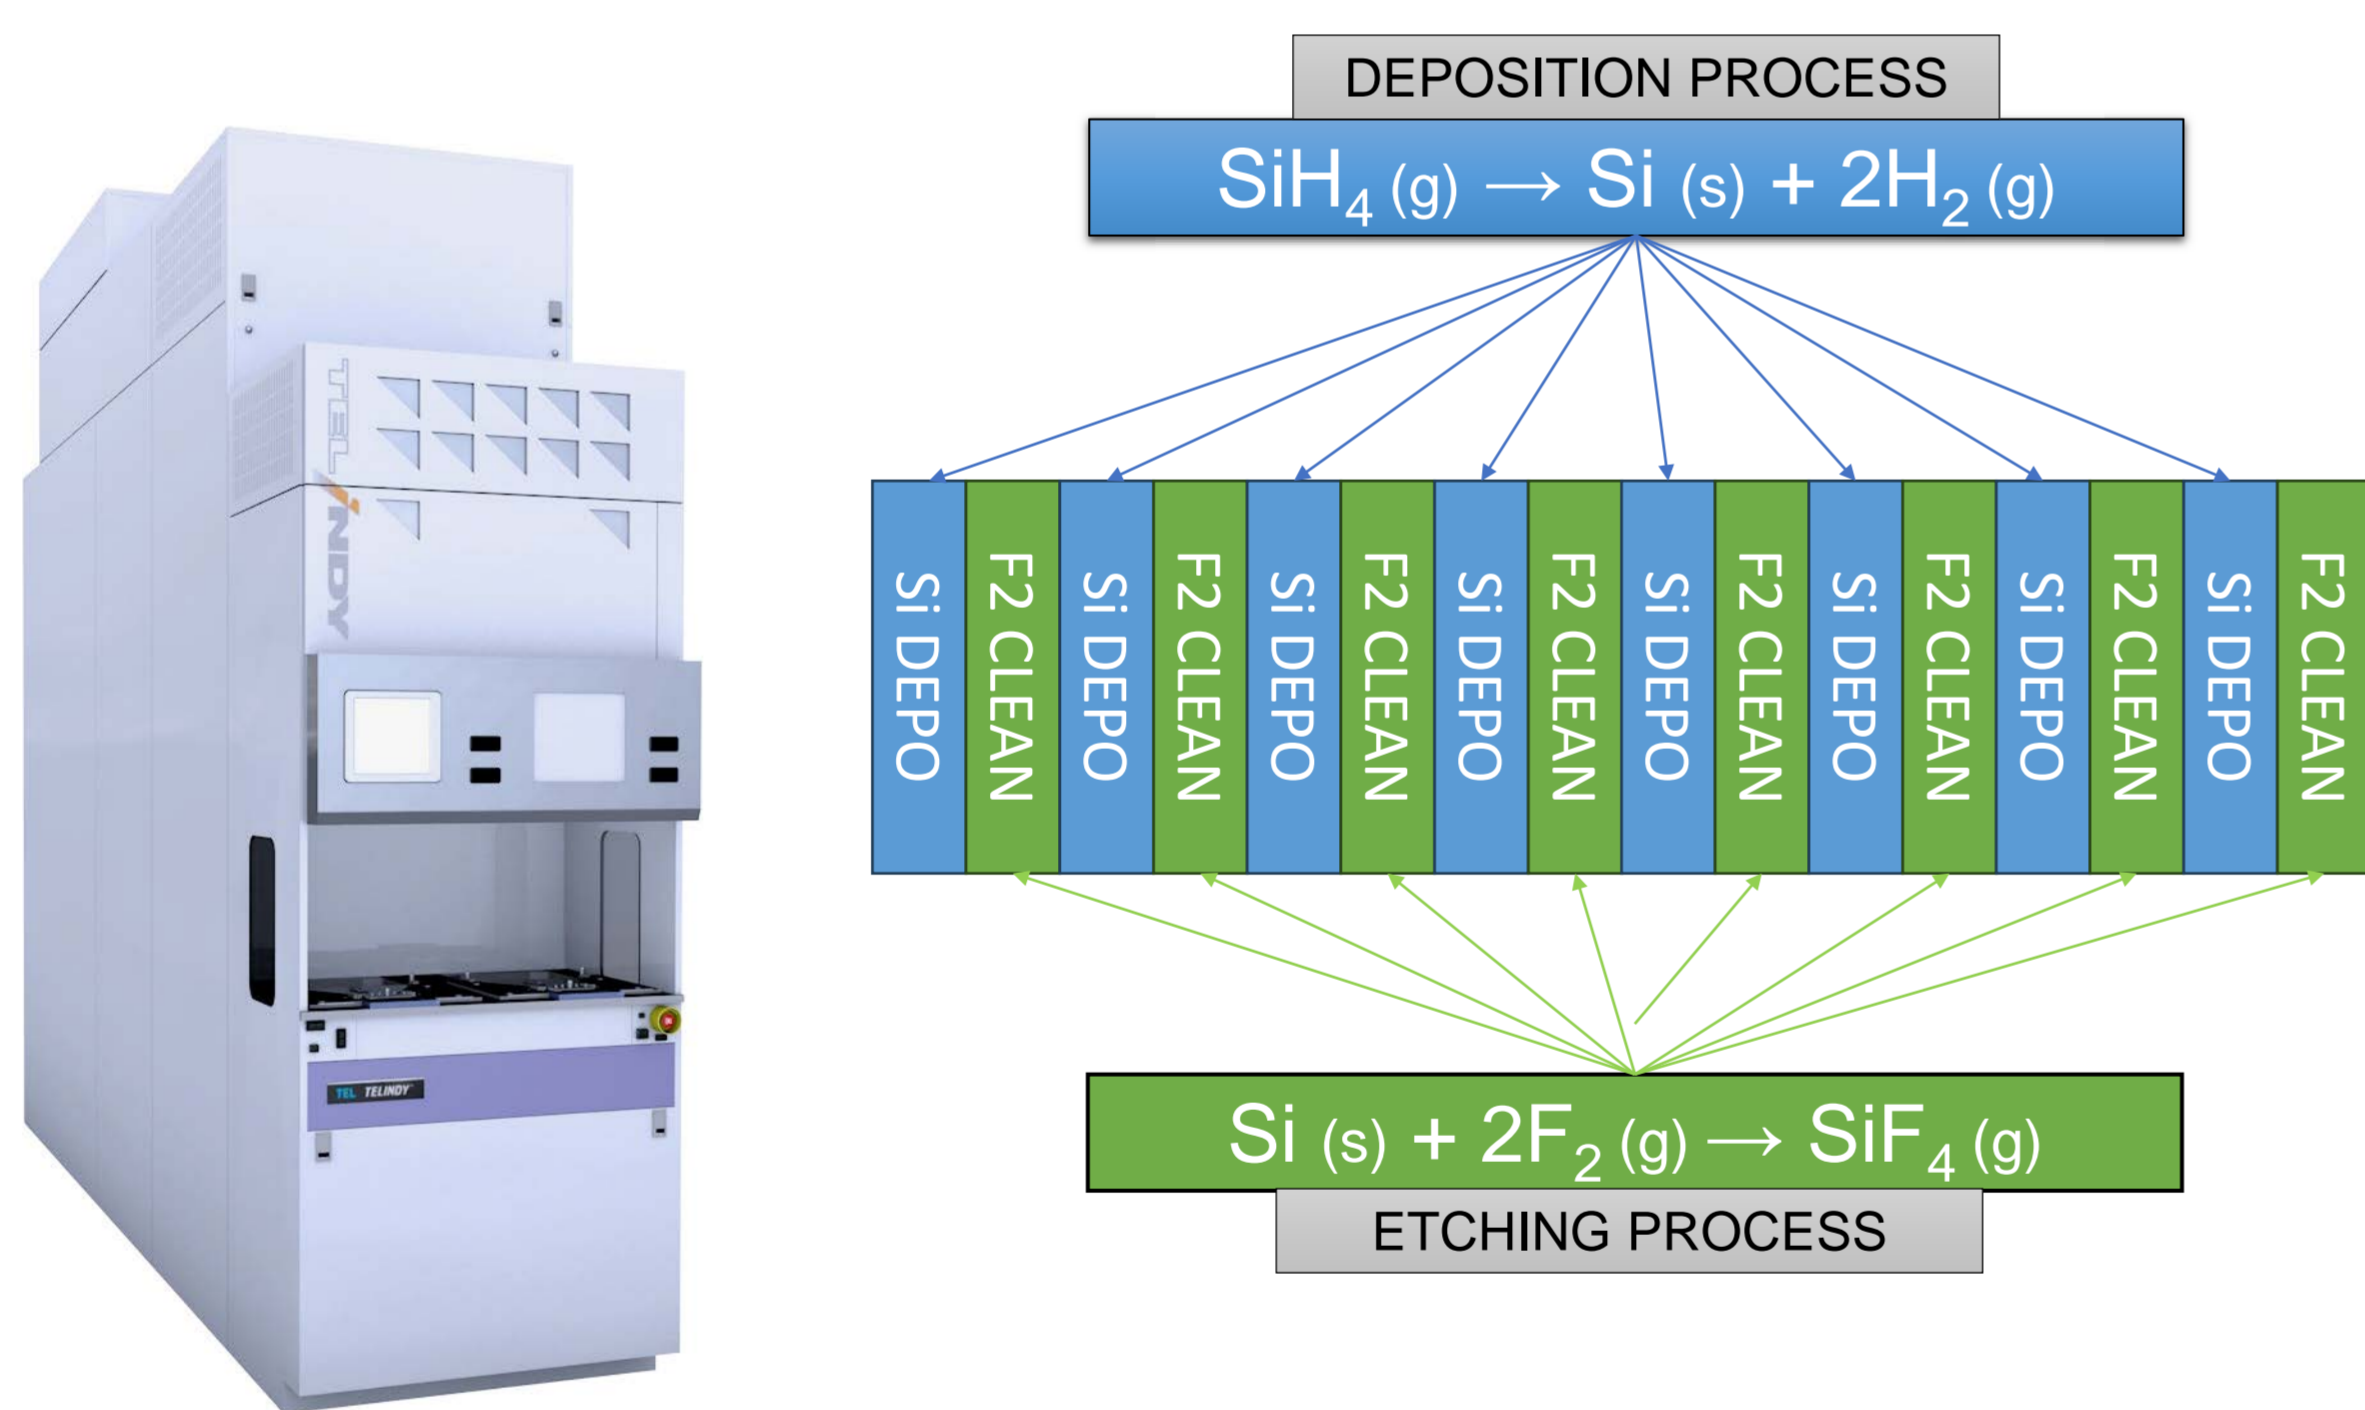 TEL
iNDY
TEL TELINDY
DEPOSITION PROCESS
SiH₄ (g) → Si (s) + 2H₂ (g)
Si DEPO
F2 CLEAN
Si DEPO
F2 CLEAN
Si DEPO
F2 CLEAN
Si DEPO
F2 CLEAN
Si DEPO
F2 CLEAN
Si DEPO
F2 CLEAN
Si DEPO
F2 CLEAN
Si DEPO
F2 CLEAN
Si (s) + 2F₂ (g) → SiF₄ (g)
ETCHING PROCESS